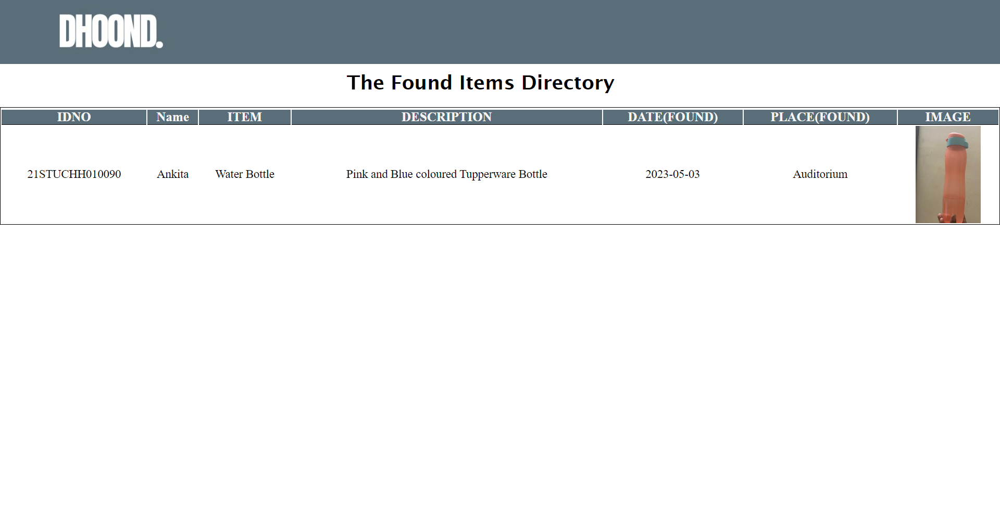 DHOOND.
The Found Items Directory
IDNO Name ITEM DESCRIPTION DATE(FOUND) PLACE(FOUND) IMAGE
21STUCHH010090 Ankita Water Bottle Pink and Blue coloured Tupperware Bottle 2023-05-03 Auditorium